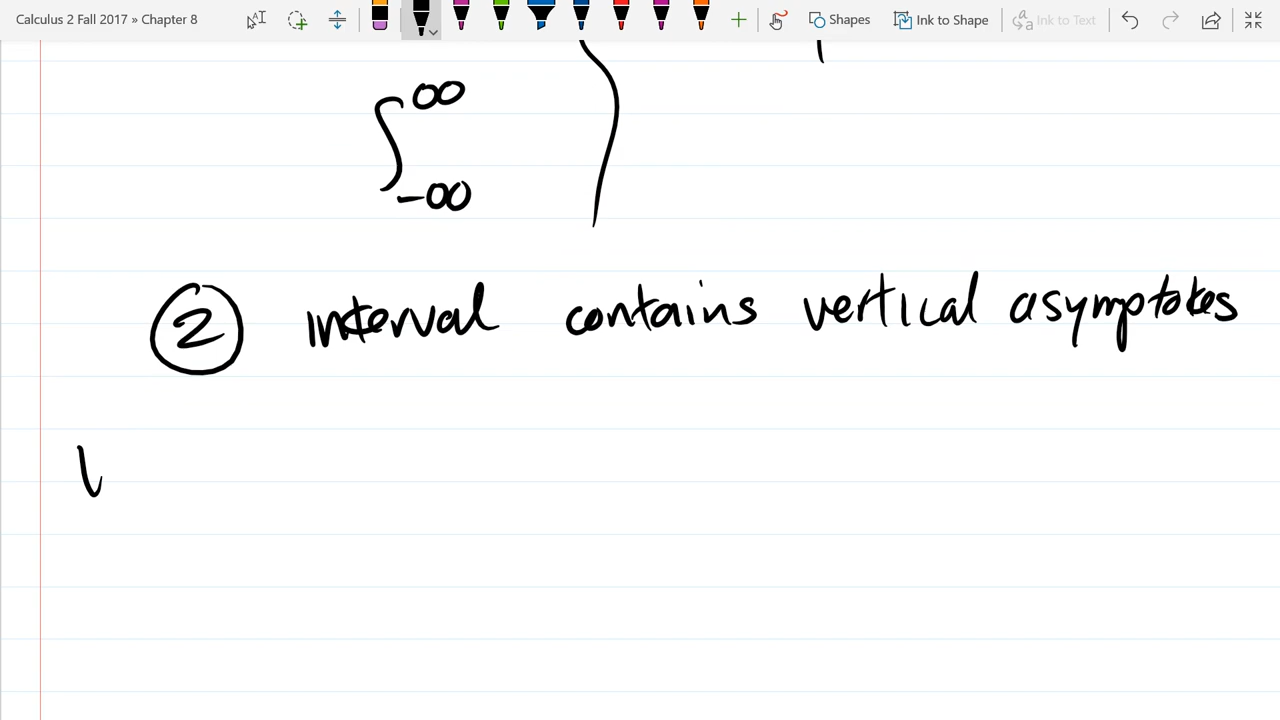 Calculus 2 Fall 2017 » Chapter 8
Shapes
Ink to Shape
Ink to Text
∫
∞
-∞
② interval contains vertical asymptotes